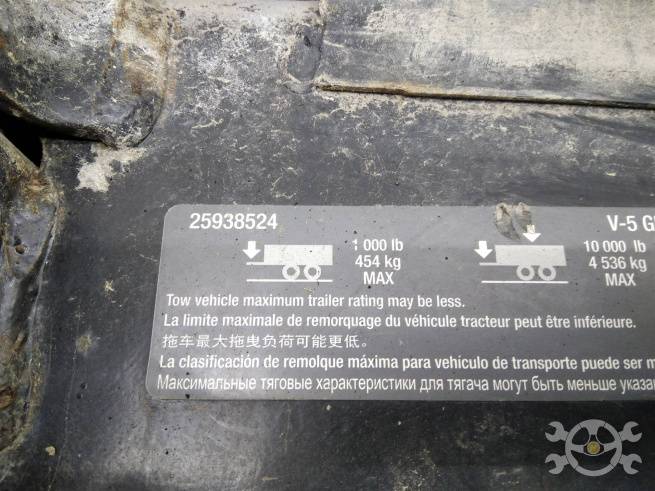 25938524 V-5
1 000 lb 10 000 lb
454 kg 4 536 kg
MAX MAX
Tow vehicle maximum trailer rating may be less.
La limite maximale de remorquage du véhicule tracteur peut être inférieure.
拖车最大拖曳负荷可能更低。
La clasificación de remolque máxima para vehículo de transporte puede ser
Максимальные тяговые характеристики для тягача могут быть меньше